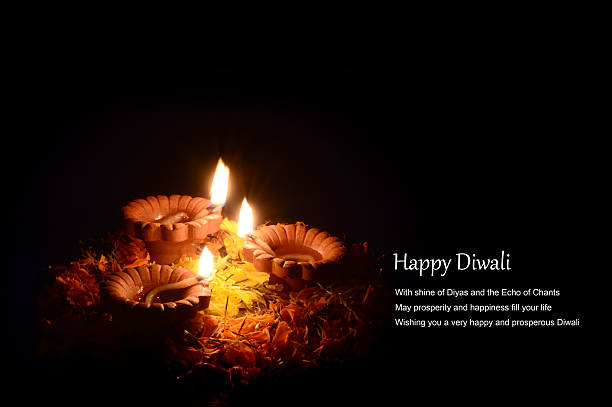 Happy Diwali
With shine of Diyas and the Echo of Chants
May prosperity and happiness fill your life
Wishing you a very happy and prosperous Diwali